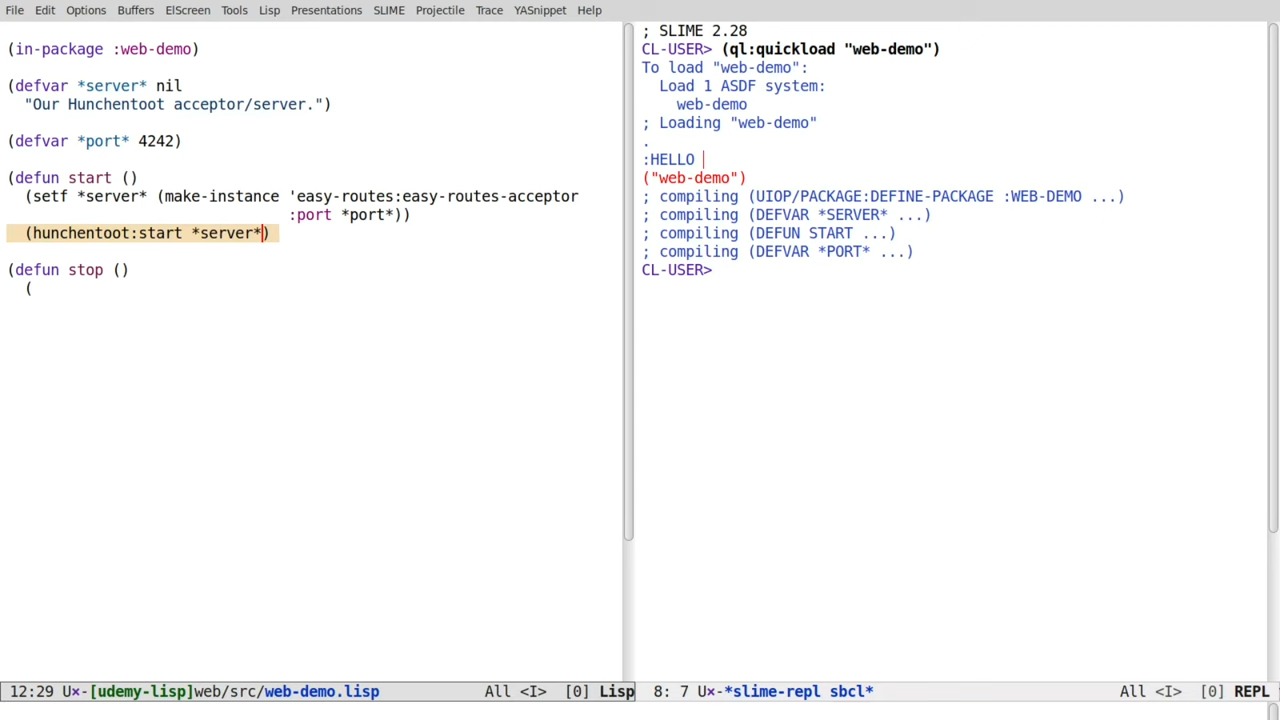 File Edit Options Buffers ElScreen Tools Lisp Presentations SLIME Projectile Trace YASnippet Help
(in-package :web-demo)
(defvar *server* nil
"Our Hunchentoot acceptor/server.")
(defvar *port* 4242)
(defun start ()
(setf *server* (make-instance 'easy-routes:easy-routes-acceptor
:port *port*))
(hunchentoot:start *server*)
(defun stop ()
(
12:29 U×-[udemy-lisp]web/src/web-demo.lisp All <I> [0] Lisp
; SLIME 2.28
CL-USER> (ql:quickload "web-demo")
To load "web-demo":
Load 1 ASDF system:
web-demo
; Loading "web-demo"
.
:HELLO
("web-demo")
; compiling (UIOP/PACKAGE:DEFINE-PACKAGE :WEB-DEMO ...)
; compiling (DEFVAR *SERVER* ...)
; compiling (DEFUN START ...)
; compiling (DEFVAR *PORT* ...)
CL-USER>
8: 7 U×-*slime-repl sbcl* All <I> [0] REPL